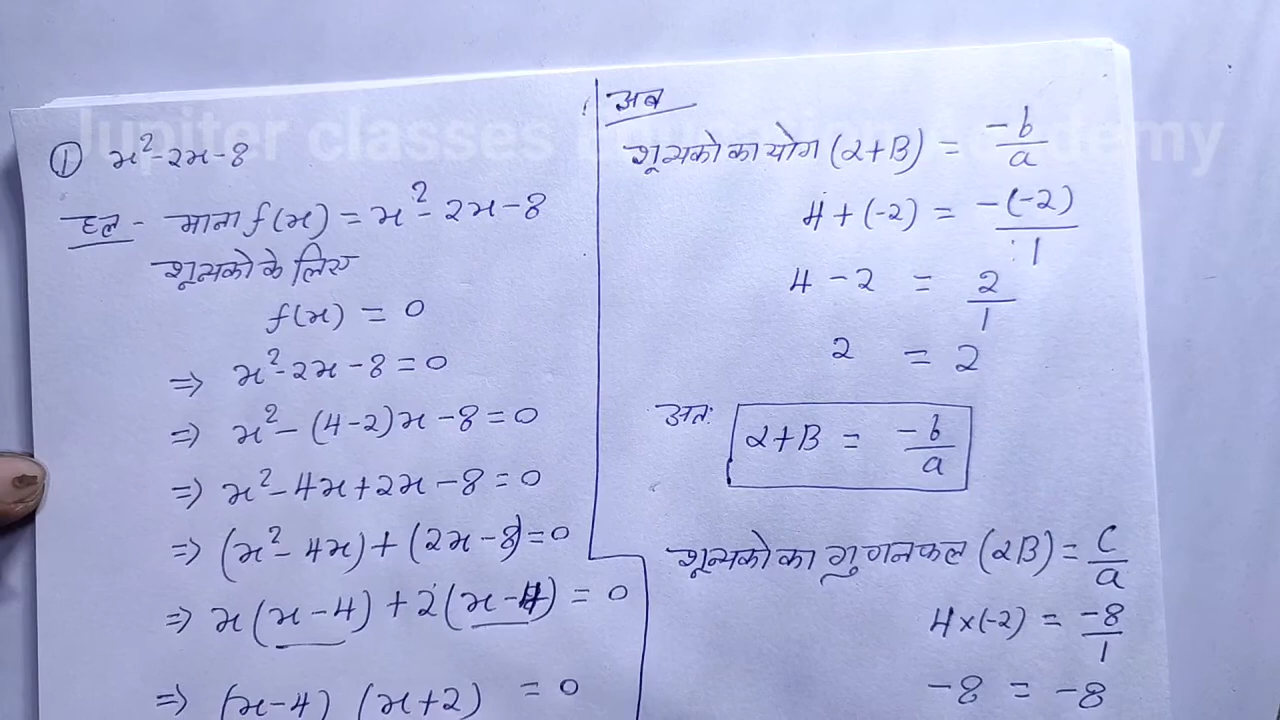 Jupiter classes Education Academy
① x²-2x-8
हल - माना f(x) = x²- 2x-8
शून्यको के लिए
f(x) = 0
⇒ x²-2x-8=0
⇒ x²-(4-2)x-8=0
⇒ x²-4x+2x-8=0
⇒ (x²-4x)+(2x-8)=0
⇒ x(x-4)+2(x-4)=0
⇒ (x-4) (x+2) = 0
अब
शून्यको का योग (α+β) = -b/a
4+(-2) = -(-2)/1
4-2 = 2/1
2 = 2
अतः α+β = -b/a
शून्यको का गुणनफल (αβ) = c/a
4×(-2) = -8/1
-8 = -8